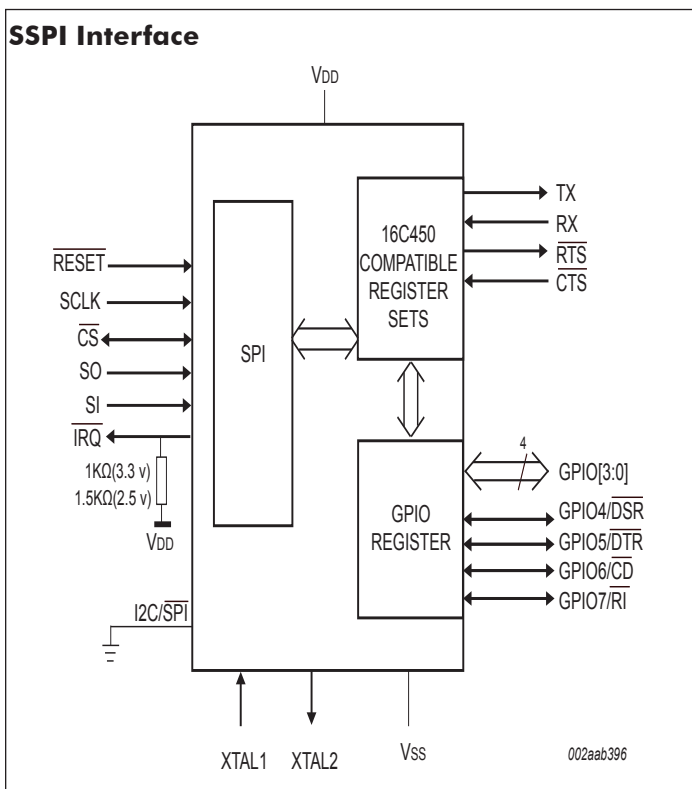 SSPI Interface
VDD
RESET
SCLK
CS
SO
SI
IRQ
1KΩ(3.3 v)
1.5KΩ(2.5 v)
VDD
I2C/SPI
SPI
16C450
COMPATIBLE
REGISTER
SETS
TX
RX
RTS
CTS
GPIO
REGISTER
4
GPIO[3:0]
GPIO4/DSR
GPIO5/DTR
GPIO6/CD
GPIO7/RI
XTAL1
XTAL2
VSS
002aab396